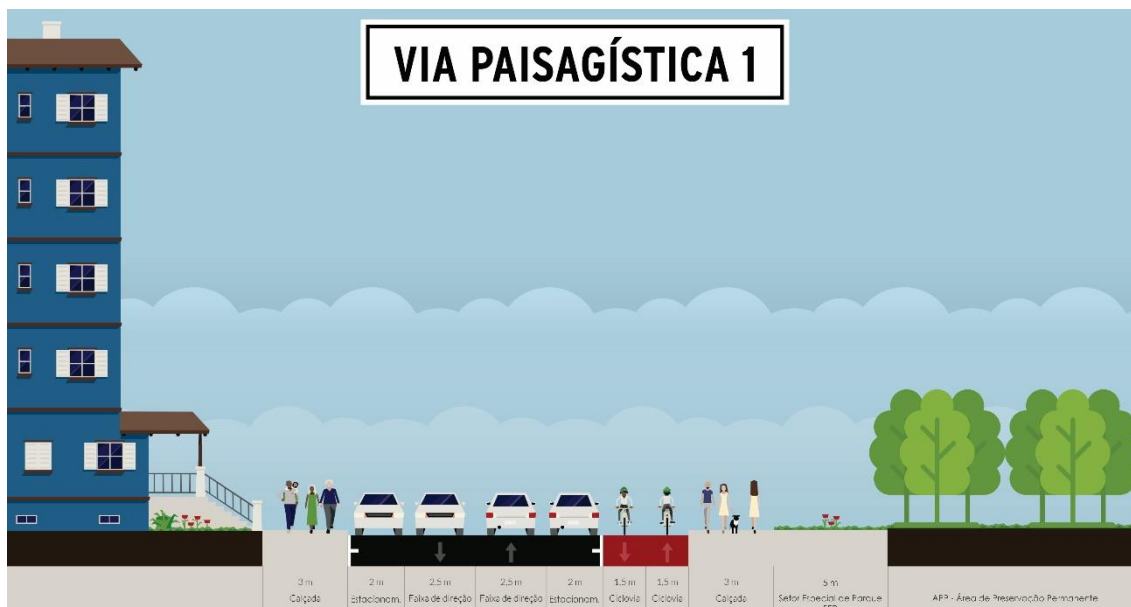 VIA PAISAGÍSTICA 1
3 m
Calçada
2 m
Estacionam.
2,5 m
Faixa de direção
2,5 m
Faixa de direção
2 m
Estacionam.
1,5 m
Ciclovia
1,5 m
Ciclovia
3 m
Calçada
5 m
Setor Especial de Parque
APP - Área de Preservação Permanente